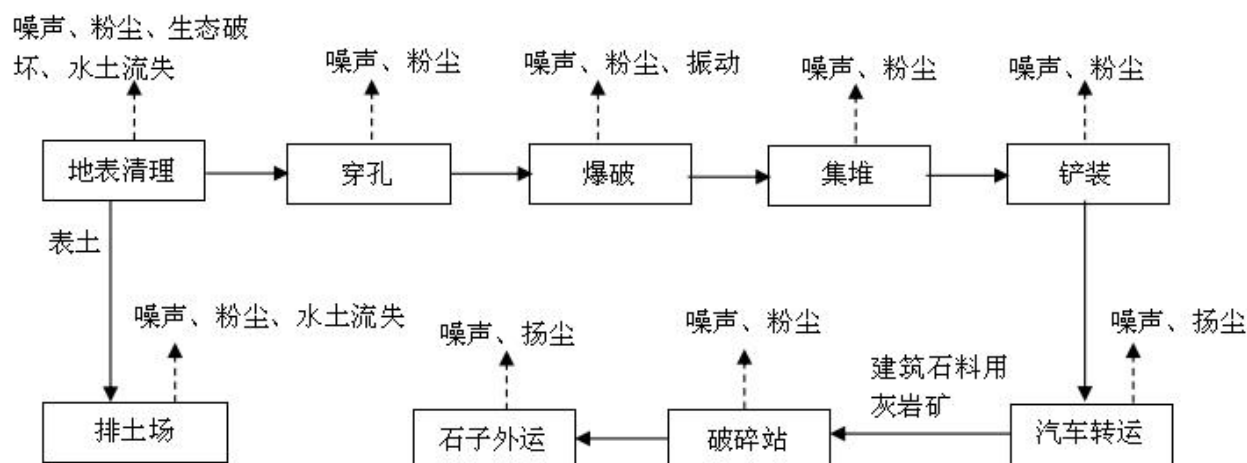 噪声、粉尘、生态破
坏、水土流失
噪声、粉尘
噪声、粉尘、振动
噪声、粉尘
噪声、粉尘
地表清理
穿孔
爆破
集堆
铲装
表土
噪声、粉尘、水土流失
噪声、扬尘
噪声、粉尘
噪声、扬尘
建筑石料用
灰岩矿
排土场
石子外运
破碎站
汽车转运